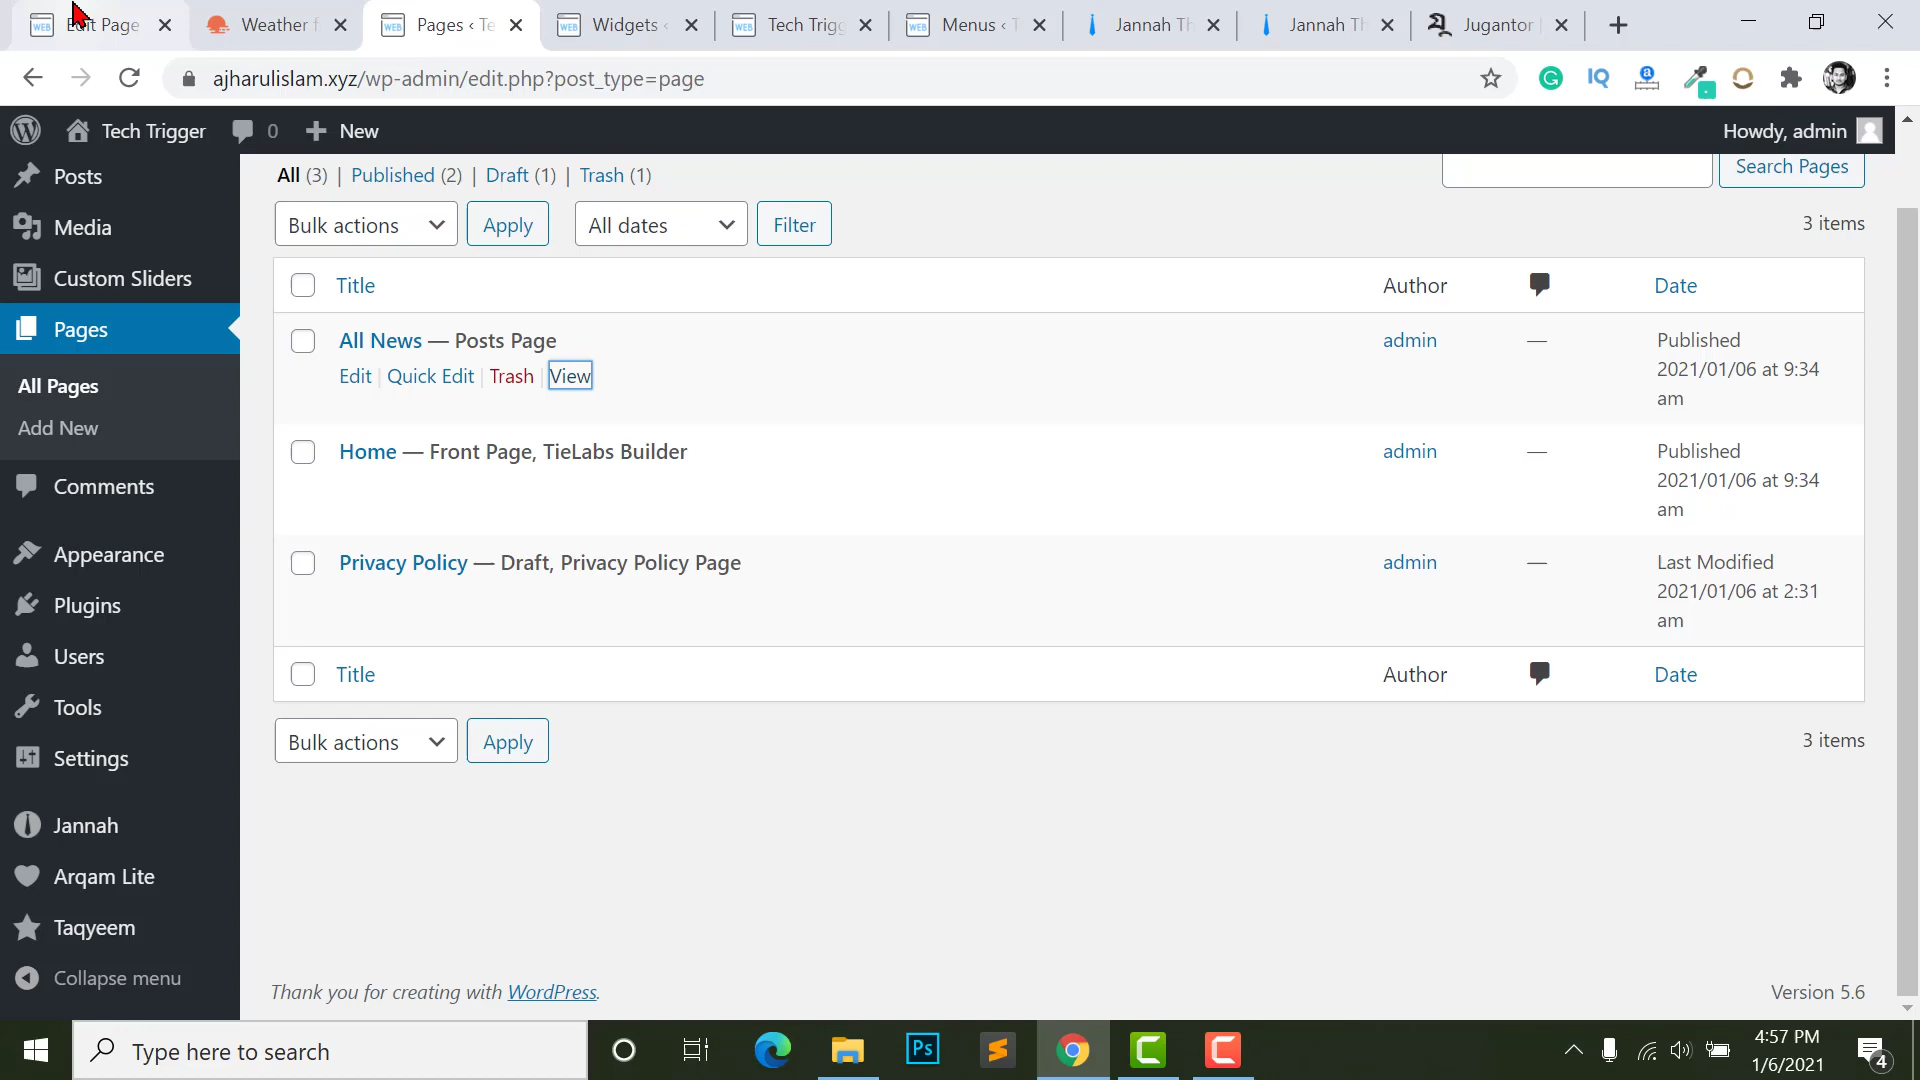 Edit Page
Weather f
Pages ‹ Te
Widgets ‹
Tech Trigg
Menus ‹ T
Jannah Th
Jannah Th
Jugantor
ajharulislam.xyz/wp-admin/edit.php?post_type=page
Tech Trigger
0
New
Howdy, admin
Posts
Media
Custom Sliders
Pages
All Pages
Add New
Comments
Appearance
Plugins
Users
Tools
Settings
Jannah
Arqam Lite
Taqyeem
Collapse menu
All (3) | Published (2) | Draft (1) | Trash (1)
Search Pages
Bulk actions
Apply
All dates
Filter
3 items
Title
Author
Date
All News — Posts Page
Edit | Quick Edit | Trash | View
admin
—
Published
2021/01/06 at 9:34
am
Home — Front Page, TieLabs Builder
admin
—
Published
2021/01/06 at 9:34
am
Privacy Policy — Draft, Privacy Policy Page
admin
—
Last Modified
2021/01/06 at 2:31
am
Title
Author
Date
Bulk actions
Apply
3 items
Thank you for creating with WordPress.
Version 5.6
Type here to search
Ps
4:57 PM
1/6/2021
4